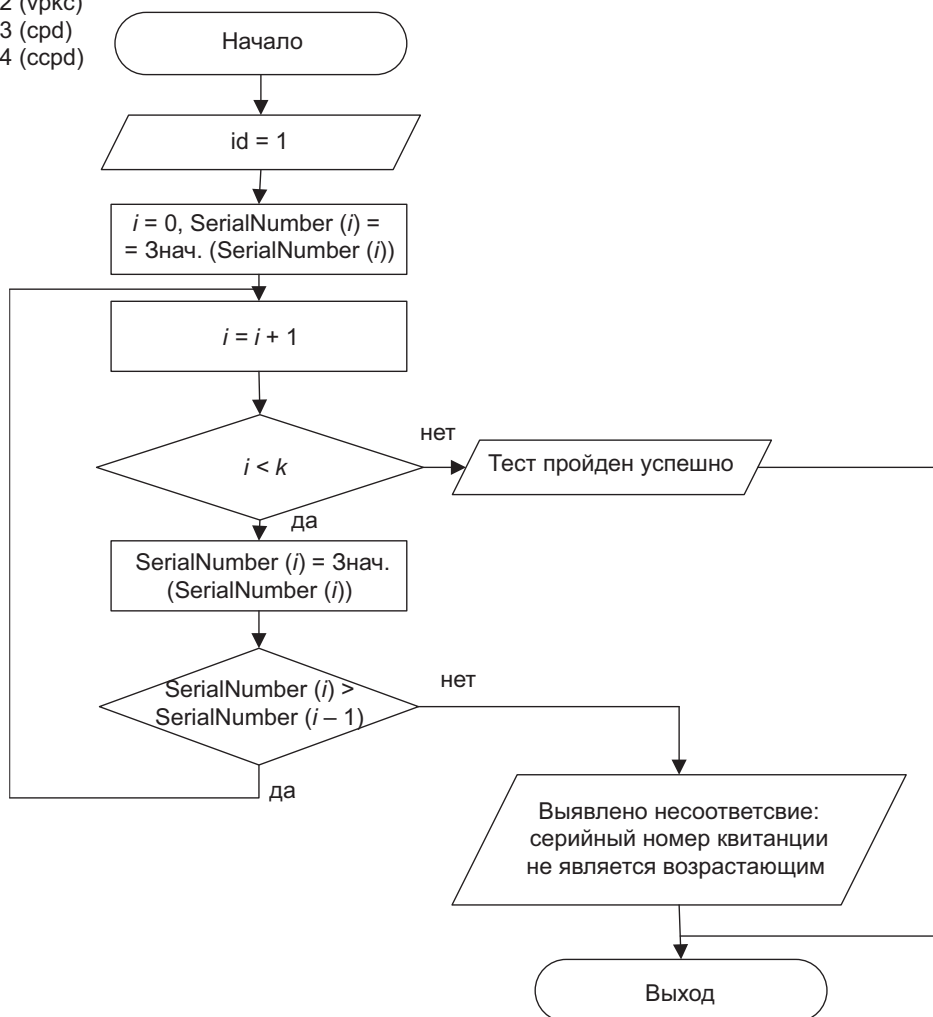 2 (vpkc)
3 (cpd)
4 (ccpd)
Начало
id = 1
i = 0, SerialNumber (i) =
= Знач. (SerialNumber (i))
i = i + 1
i < k
нет
Тест пройден успешно
да
SerialNumber (i) = Знач.
(SerialNumber (i))
SerialNumber (i) >
SerialNumber (i – 1)
нет
да
Выявлено несоответсвие:
серийный номер квитанции
не является возрастающим
Выход